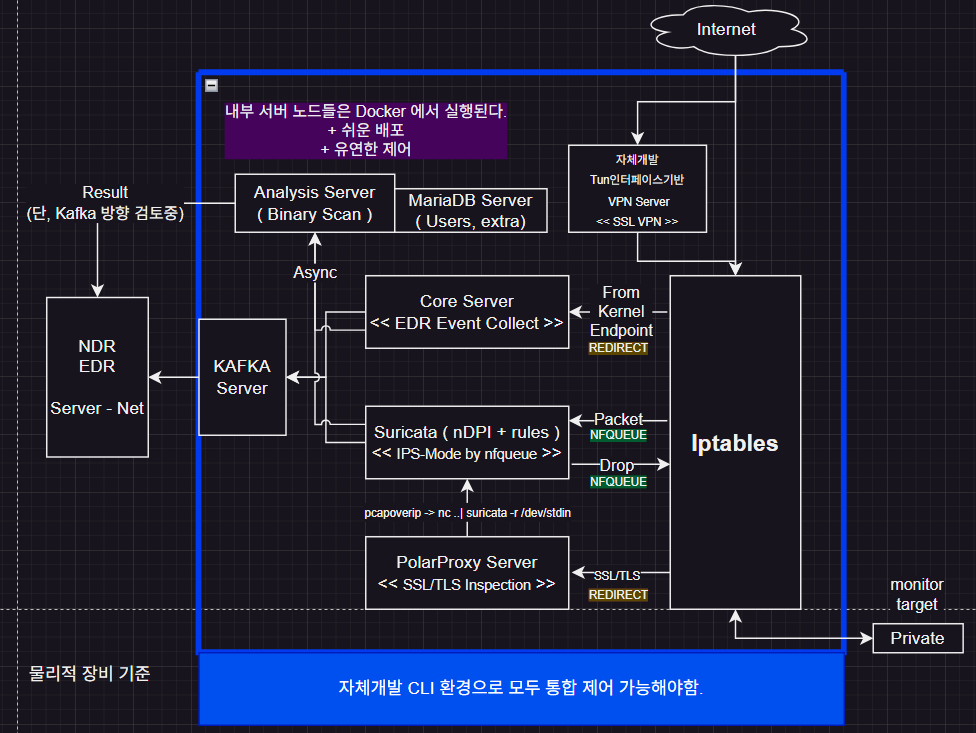 Internet
내부 서버 노드들은 Docker 에서 실행된다.
+ 쉬운 배포
+ 유연한 제어
자체개발
Tun인터페이스기반
VPN Server
<< SSL VPN >>
Result
(단, Kafka 방향 검토중)
Analysis Server
( Binary Scan )
MariaDB Server
( Users, extra)
Async
Core Server
<< EDR Event Collect >>
From
Kernel
Endpoint
REDIRECT
NDR
EDR
Server - Net
KAFKA
Server
Suricata ( nDPI + rules )
<< IPS-Mode by nfqueue >>
Packet
NFQUEUE
Drop
NFQUEUE
Iptables
pcapoverip -> nc ..| suricata -r /dev/stdin
PolarProxy Server
<< SSL/TLS Inspection >>
SSL/TLS
REDIRECT
monitor
target
Private
물리적 장비 기준
자체개발 CLI 환경으로 모두 통합 제어 가능해야함.